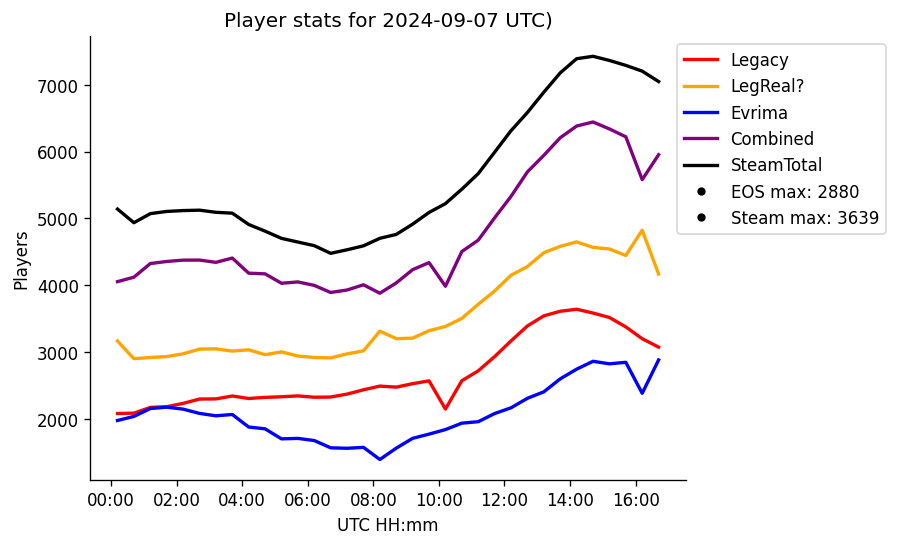 Player stats for 2024-09-07 UTC)
Legacy
LegReal?
Evrima
Combined
SteamTotal
EOS max: 2880
Steam max: 3639
Players
7000
6000
5000
4000
3000
2000
00:00 02:00 04:00 06:00 08:00 10:00 12:00 14:00 16:00
UTC HH:mm